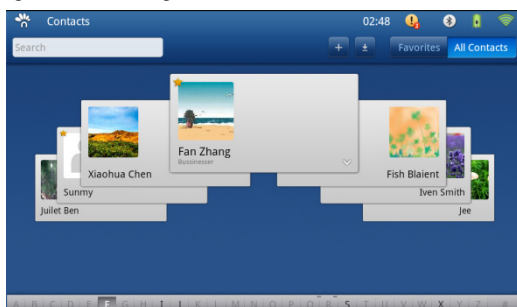 Contacts 02:48
Search + Favorites All Contacts
Fan Zhang
Bussinesser
Xiaohua Chen
Fish Blaient
Sunmy
Iven Smith
Juilet Ben
Jee
A B C D E F G H I J K L M N O P Q R S T U V W X Y Z #